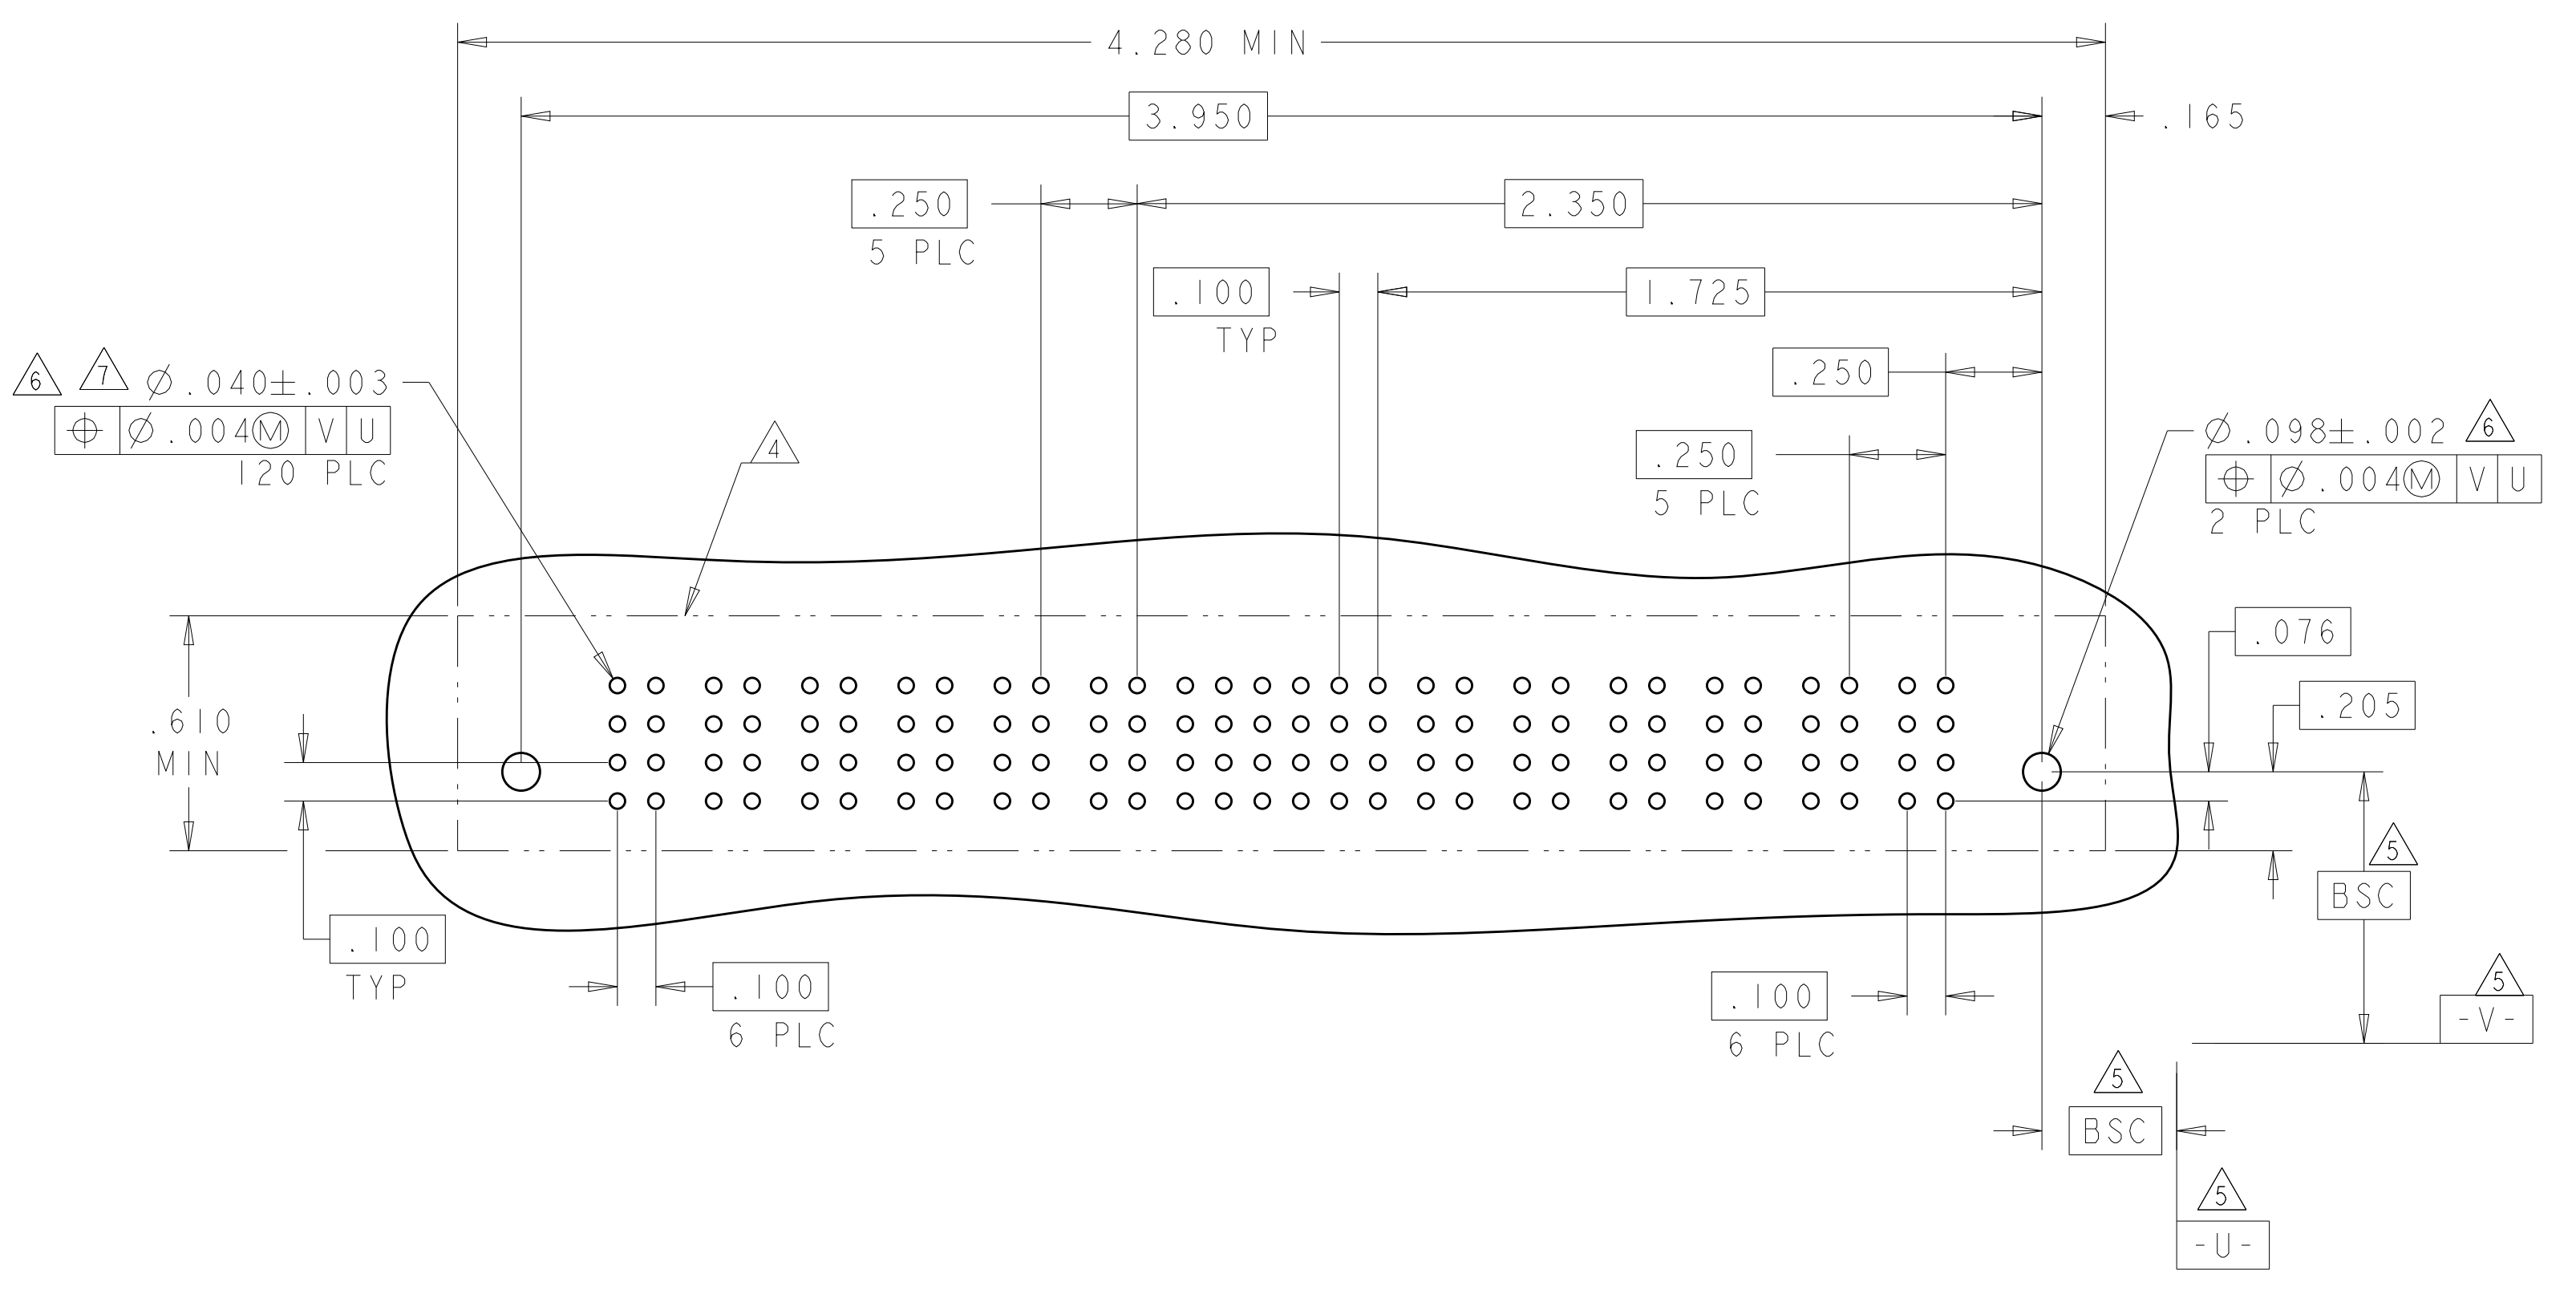 4.280 MIN
3.950
.165
.250
5 PLC
2.350
.100
TYP
1.725
.250
6 7 Ø.040±.003
⌖ Ø.004Ⓜ V U
120 PLC
4
.250
5 PLC
Ø.098±.002 6
⌖ Ø.004Ⓜ V U
2 PLC
.076
.205
.610
MIN
5
BSC
.100
TYP
.100
6 PLC
.100
6 PLC
5
-V-
5
BSC
5
-U-